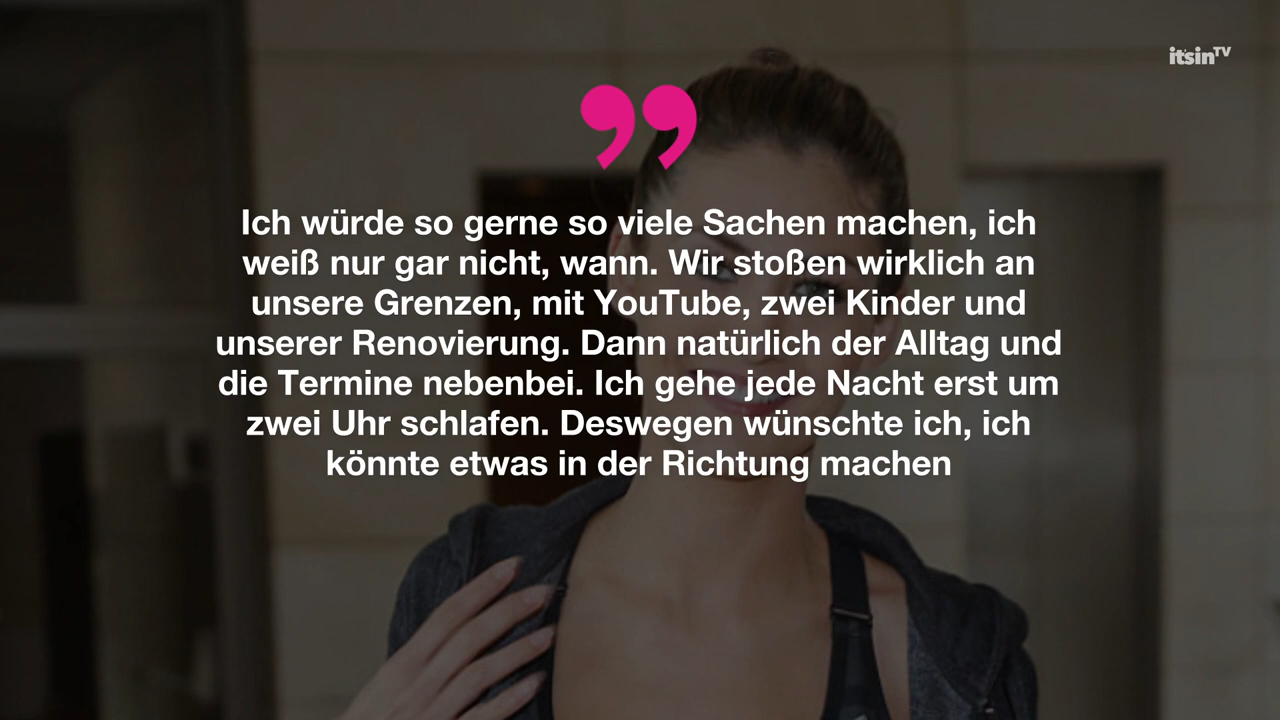 itsinTV
Ich würde so gerne so viele Sachen machen, ich
weiß nur gar nicht, wann. Wir stoßen wirklich an
unsere Grenzen, mit YouTube, zwei Kinder und
unserer Renovierung. Dann natürlich der Alltag und
die Termine nebenbei. Ich gehe jede Nacht erst um
zwei Uhr schlafen. Deswegen wünschte ich, ich
könnte etwas in der Richtung machen